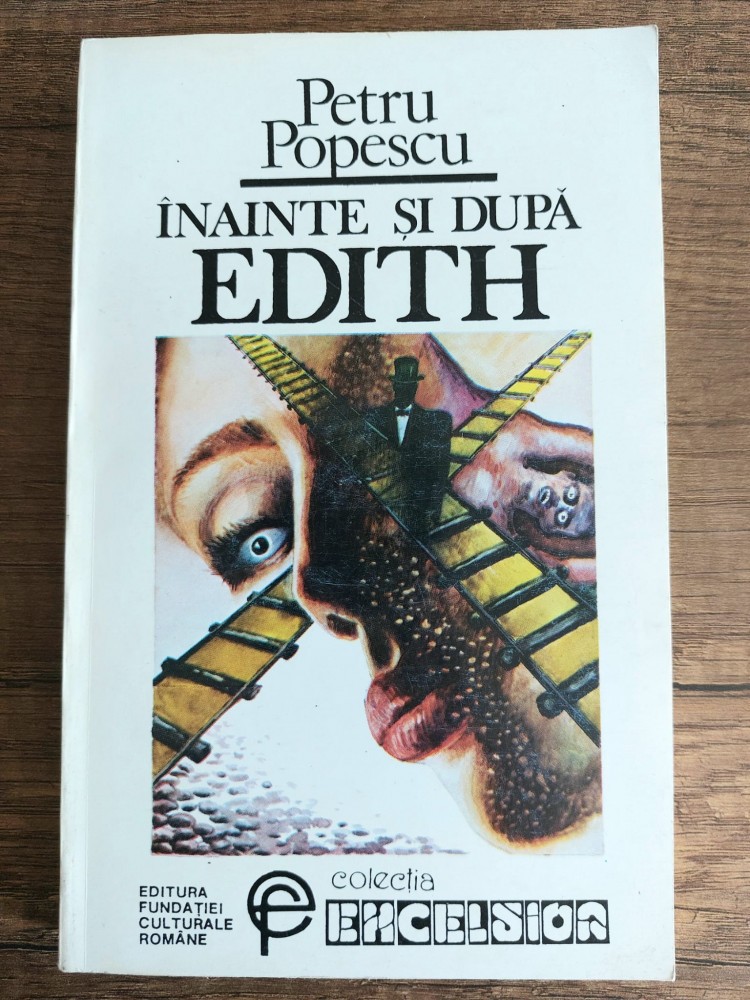 Petru
Popescu
ÎNAINTE ȘI DUPĂ
EDITH
EDITURA
FUNDAȚIEI
CULTURALE
ROMÂNE
colecția
EXCELSIOR